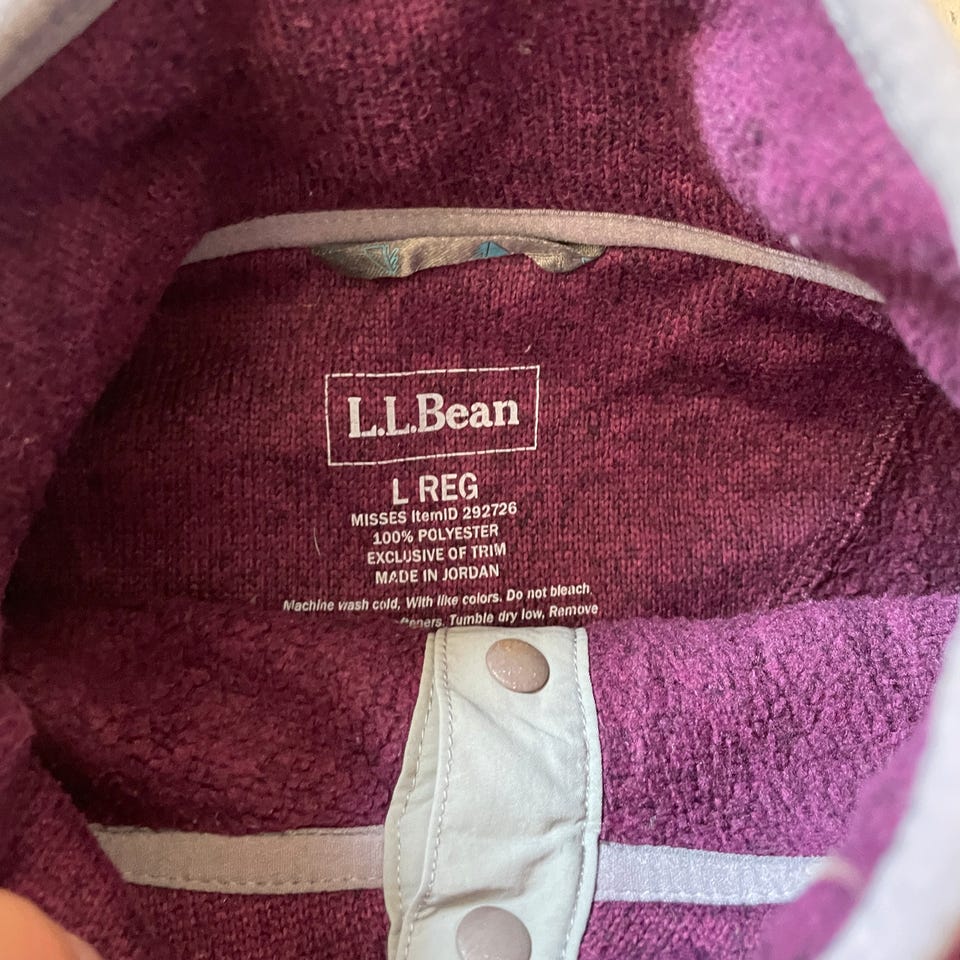 L.L.Bean
L REG
MISSES ItemID 292726
100% POLYESTER
EXCLUSIVE OF TRIM
MADE IN JORDAN
Machine wash cold, With like colors. Do not bleach,
Tumble dry low, Remove